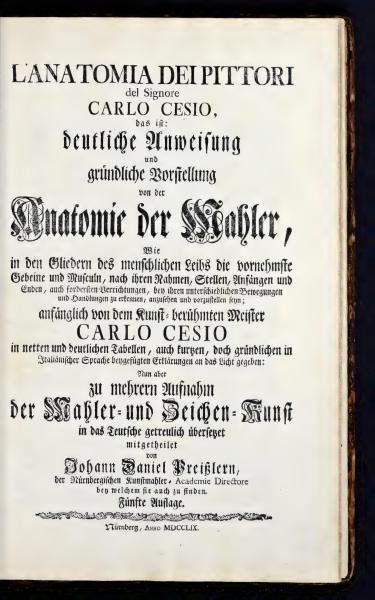 L'ANATOMIA DEI PITTORI
del Signore
CARLO CESIO,
das ist:
deutliche Anweisung
und
gründliche Vorstellung
von der
Anatomie der Mahler,
Wie
in den Gliedern des menschlichen Leibs die vornehmste
Gebeine und Musculn, nach ihren Nahmen, Stellen, Anfängen und
Enden, auch fordersten Verrichtungen, bey ihren unterschiedlichen Bewegungen
und Handlungen zu erkennen, anzusehen und vorzustellen seyn;
anfänglich von dem Kunst-berühmten Meister
CARLO CESIO
in netten und deutlichen Tabellen, auch kurtzen, doch gründlichen in
Italiänischer Sprache beygefügten Erklärungen an das Licht gegeben:
Nun aber
zu mehrern Aufnahm
der Mahler- und Zeichen-Kunst
in das Teutsche getreulich übersetzet
mitgetheilet
von
Johann Daniel Preißlern,
der Nürnbergischen Kunstmahler-Academie Directore
bey welchem sie auch zu finden.
Fünfte Auflage.
Nürnberg, ANNO MDCCLIX.